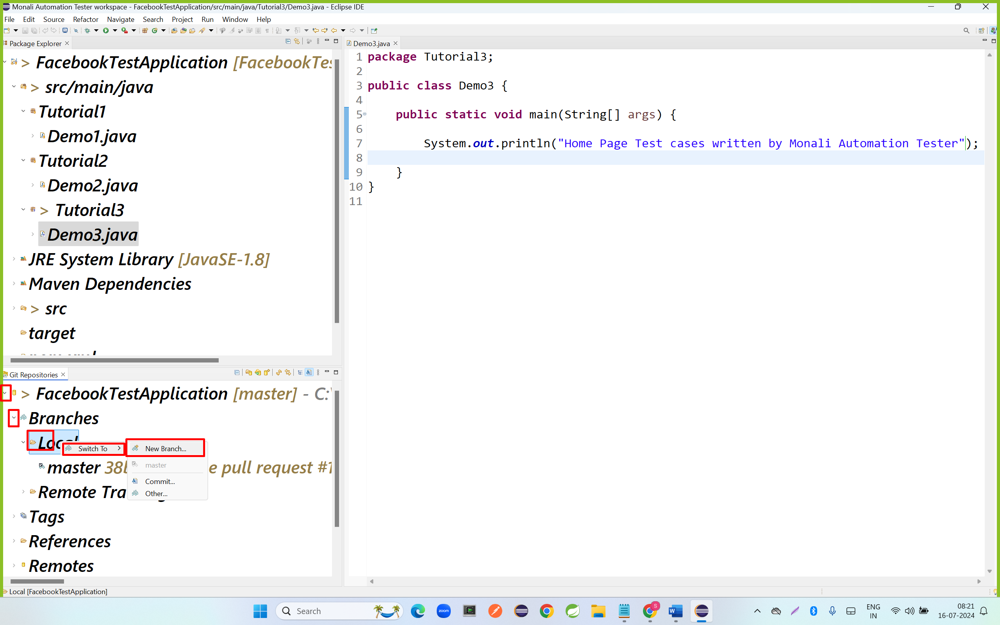 Monali Automation Tester workspace - FacebookTestApplication/src/main/java/Tutorial3/Demo3.java - Eclipse IDE
File Edit Source Refactor Navigate Search Project Run Window Help
Package Explorer
> FacebookTestApplication [FacebookTes
> src/main/java
Tutorial1
Demo1.java
Tutorial2
Demo2.java
> Tutorial3
Demo3.java
JRE System Library [JavaSE-1.8]
Maven Dependencies
> src
target
Demo3.java
1 package Tutorial3;
2
3 public class Demo3 {
4
5 public static void main(String[] args) {
6
7 System.out.println("Home Page Test cases written by Monali Automation Tester");
8
9 }
10 }
11
Git Repositories
> FacebookTestApplication [master] - C:\
Branches
Local
Switch To
New Branch...
master
Commit...
Other...
master 38b e pull request #1
Remote Tra
Tags
References
Remotes
Local [FacebookTestApplication]
Search
zoom
S
W
ENG
IN
08:21
16-07-2024